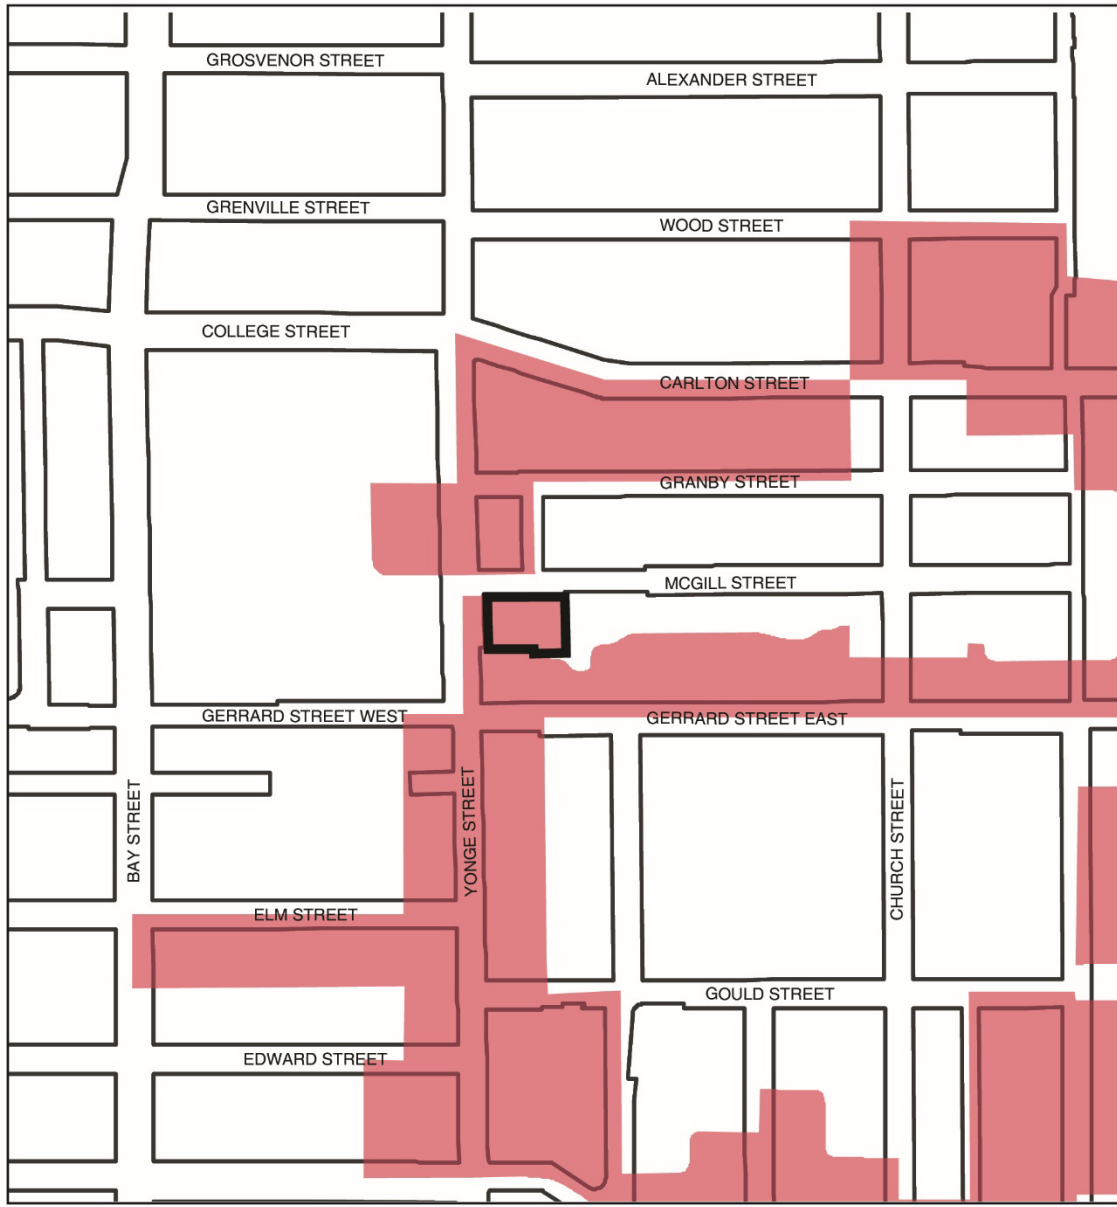 GROSVENOR STREET
ALEXANDER STREET
GRENVILLE STREET
WOOD STREET
COLLEGE STREET
CARLTON STREET
GRANBY STREET
MCGILL STREET
GERRARD STREET WEST
GERRARD STREET EAST
BAY STREET
YONGE STREET
CHURCH STREET
ELM STREET
GOULD STREET
EDWARD STREET